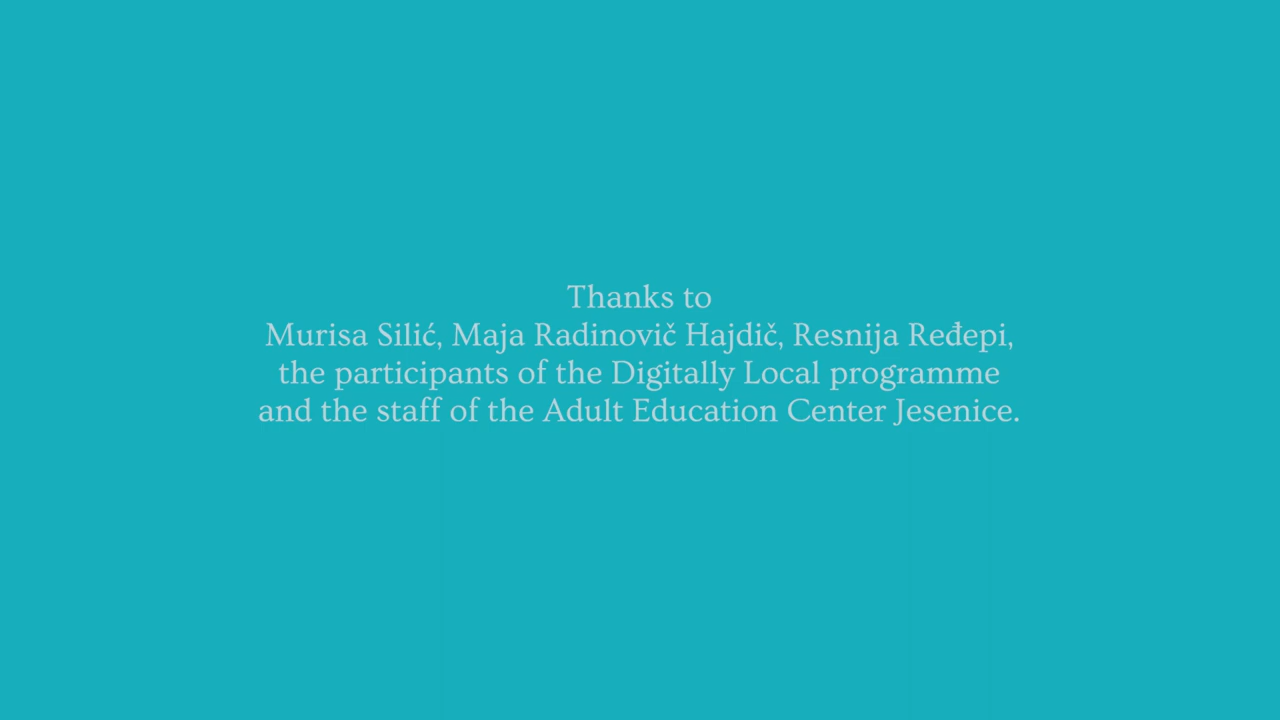 Thanks to
Murisa Silić, Maja Radinovič Hajdič, Resnija Ređepi,
the participants of the Digitally Local programme
and the staff of the Adult Education Center Jesenice.